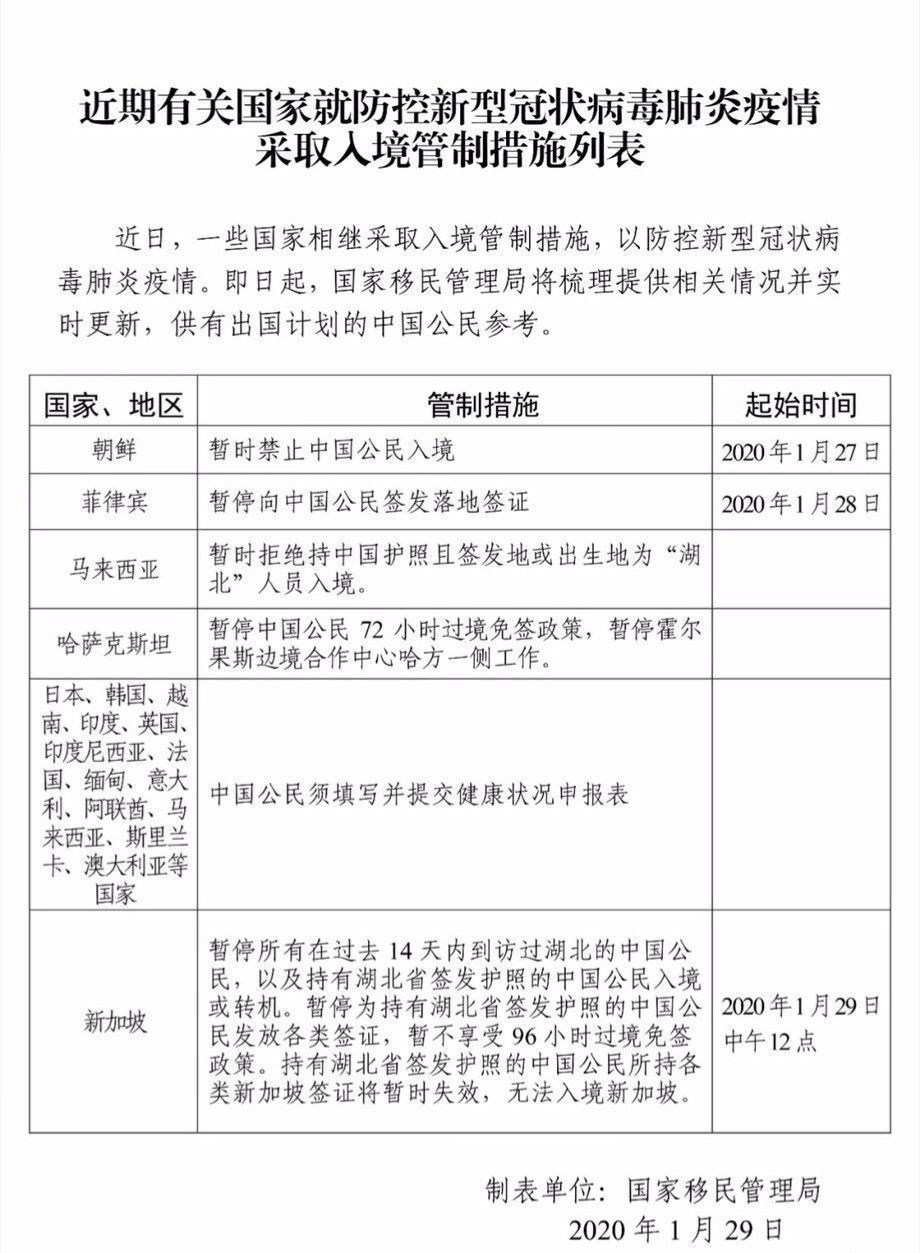 近期有关国家就防控新型冠状病毒肺炎疫情
采取入境管制措施列表
近日，一些国家相继采取入境管制措施，以防控新型冠状病
毒肺炎疫情。即日起，国家移民管理局将梳理提供相关情况并实
时更新，供有出国计划的中国公民参考。
国家、地区 管制措施 起始时间
朝鲜 暂时禁止中国公民入境 2020年1月27日
菲律宾 暂停向中国公民签发落地签证 2020年1月28日
马来西亚
暂时拒绝持中国护照且签发地或出生地为“湖
北”人员入境。
哈萨克斯坦
暂停中国公民 72 小时过境免签政策，暂停霍尔
果斯边境合作中心哈方一侧工作。
日本、韩国、越
南、印度、英国、
印度尼西亚、法
国、缅甸、意大
利、阿联酋、马
来西亚、斯里兰
卡、澳大利亚等
国家
中国公民须填写并提交健康状况申报表
新加坡
暂停所有在过去 14 天内到访过湖北的中国公
民，以及持有湖北省签发护照的中国公民入境
或转机。暂停为持有湖北省签发护照的中国公
民发放各类签证，暂不享受 96 小时过境免签
政策。持有湖北省签发护照的中国公民所持各
类新加坡签证将暂时失效，无法入境新加坡。
2020年1月29日
中午12点
制表单位：国家移民管理局
2020年1月29日